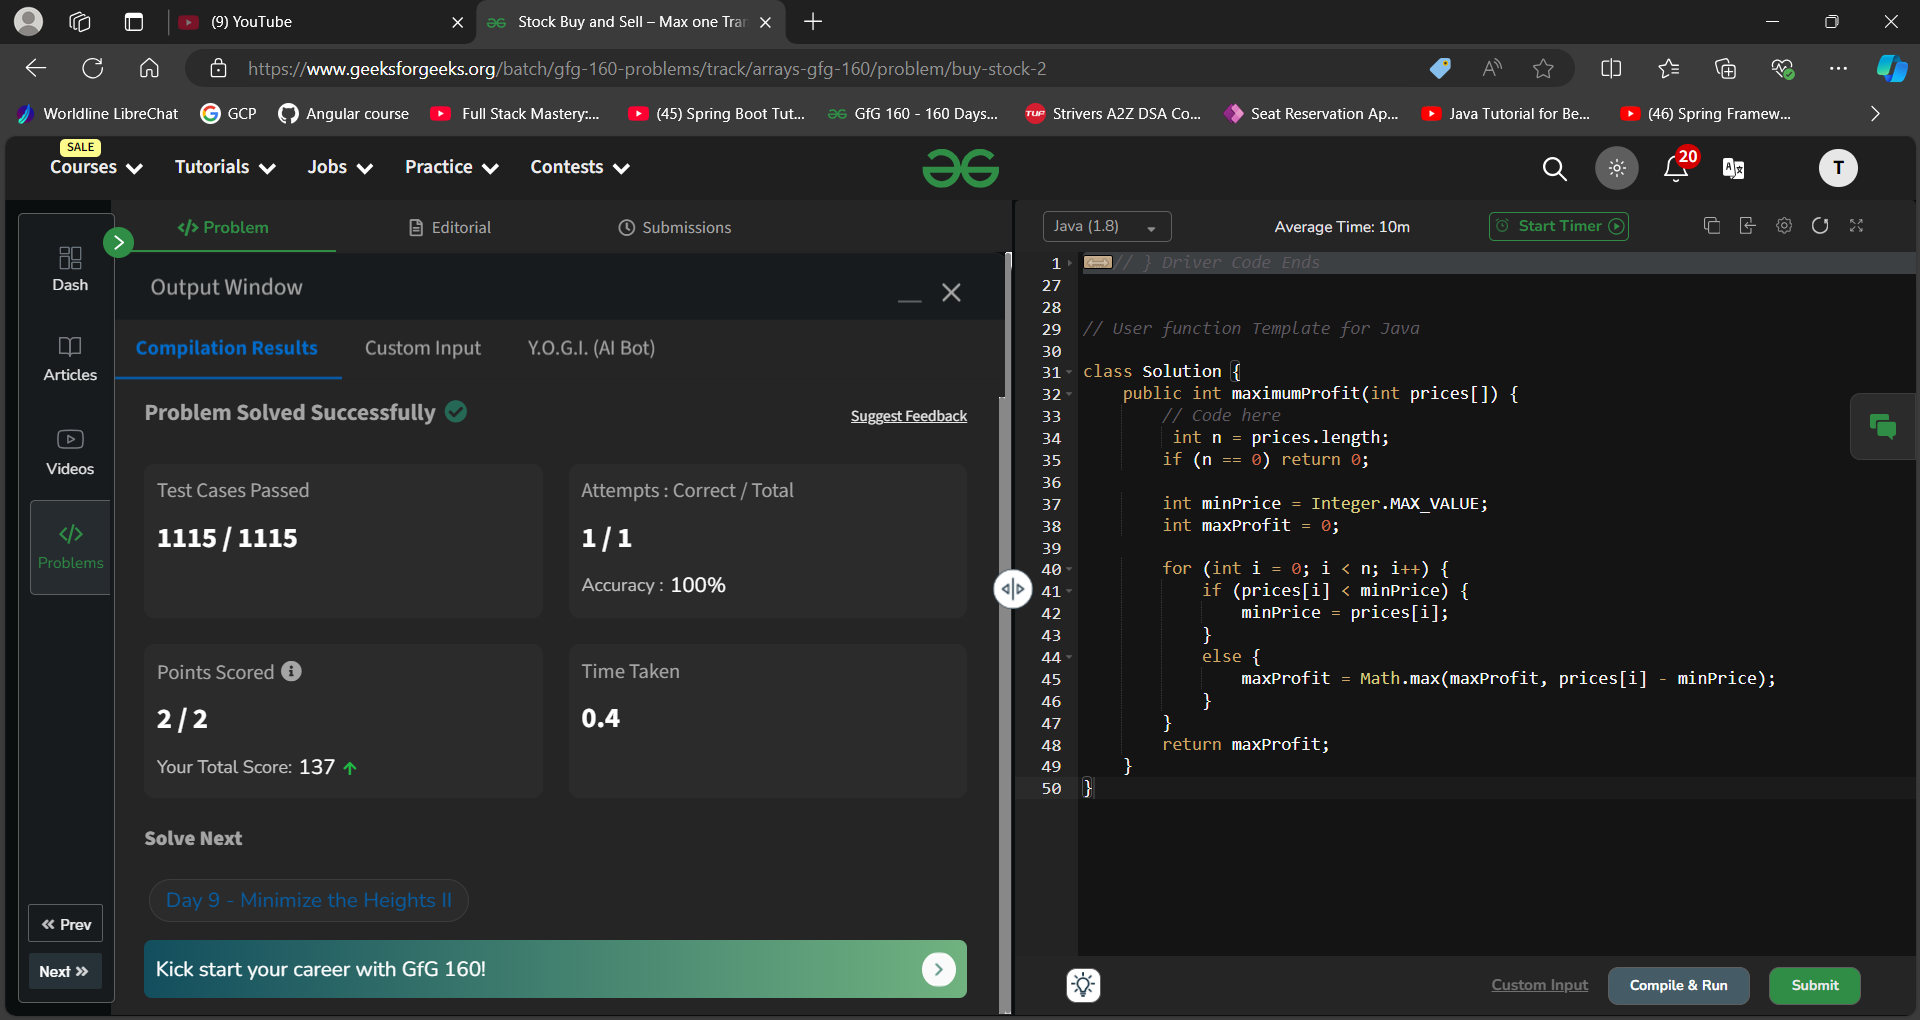 (9) YouTube
Stock Buy and Sell – Max one Tran
https://www.geeksforgeeks.org/batch/gfg-160-problems/track/arrays-gfg-160/problem/buy-stock-2
Worldline LibreChat
GCP
Angular course
Full Stack Mastery:...
(45) Spring Boot Tut...
GfG 160 - 160 Days...
TUF
Strivers A2Z DSA Co...
Seat Reservation Ap...
Java Tutorial for Be...
(46) Spring Framew...
SALE
Courses
Tutorials
Jobs
Practice
Contests
20
T
Dash
Articles
Videos
</>
Problems
Prev
Next
</> Problem
Editorial
Submissions
Output Window
Compilation Results
Custom Input
Y.O.G.I. (AI Bot)
Problem Solved Successfully
Suggest Feedback
Test Cases Passed
1115 / 1115
Attempts : Correct / Total
1 / 1
Accuracy : 100%
Points Scored
2 / 2
Your Total Score: 137
Time Taken
0.4
Solve Next
Day 9 - Minimize the Heights II
Kick start your career with GfG 160!
Java (1.8)
Average Time: 10m
Start Timer
1 // } Driver Code Ends
27
28
29 // User function Template for Java
30
31 class Solution {
32 public int maximumProfit(int prices[]) {
33 // Code here
34 int n = prices.length;
35 if (n == 0) return 0;
36
37 int minPrice = Integer.MAX_VALUE;
38 int maxProfit = 0;
39
40 for (int i = 0; i < n; i++) {
41 if (prices[i] < minPrice) {
42 minPrice = prices[i];
43 }
44 else {
45 maxProfit = Math.max(maxProfit, prices[i] - minPrice);
46 }
47 }
48 return maxProfit;
49 }
50 }
Custom Input
Compile & Run
Submit